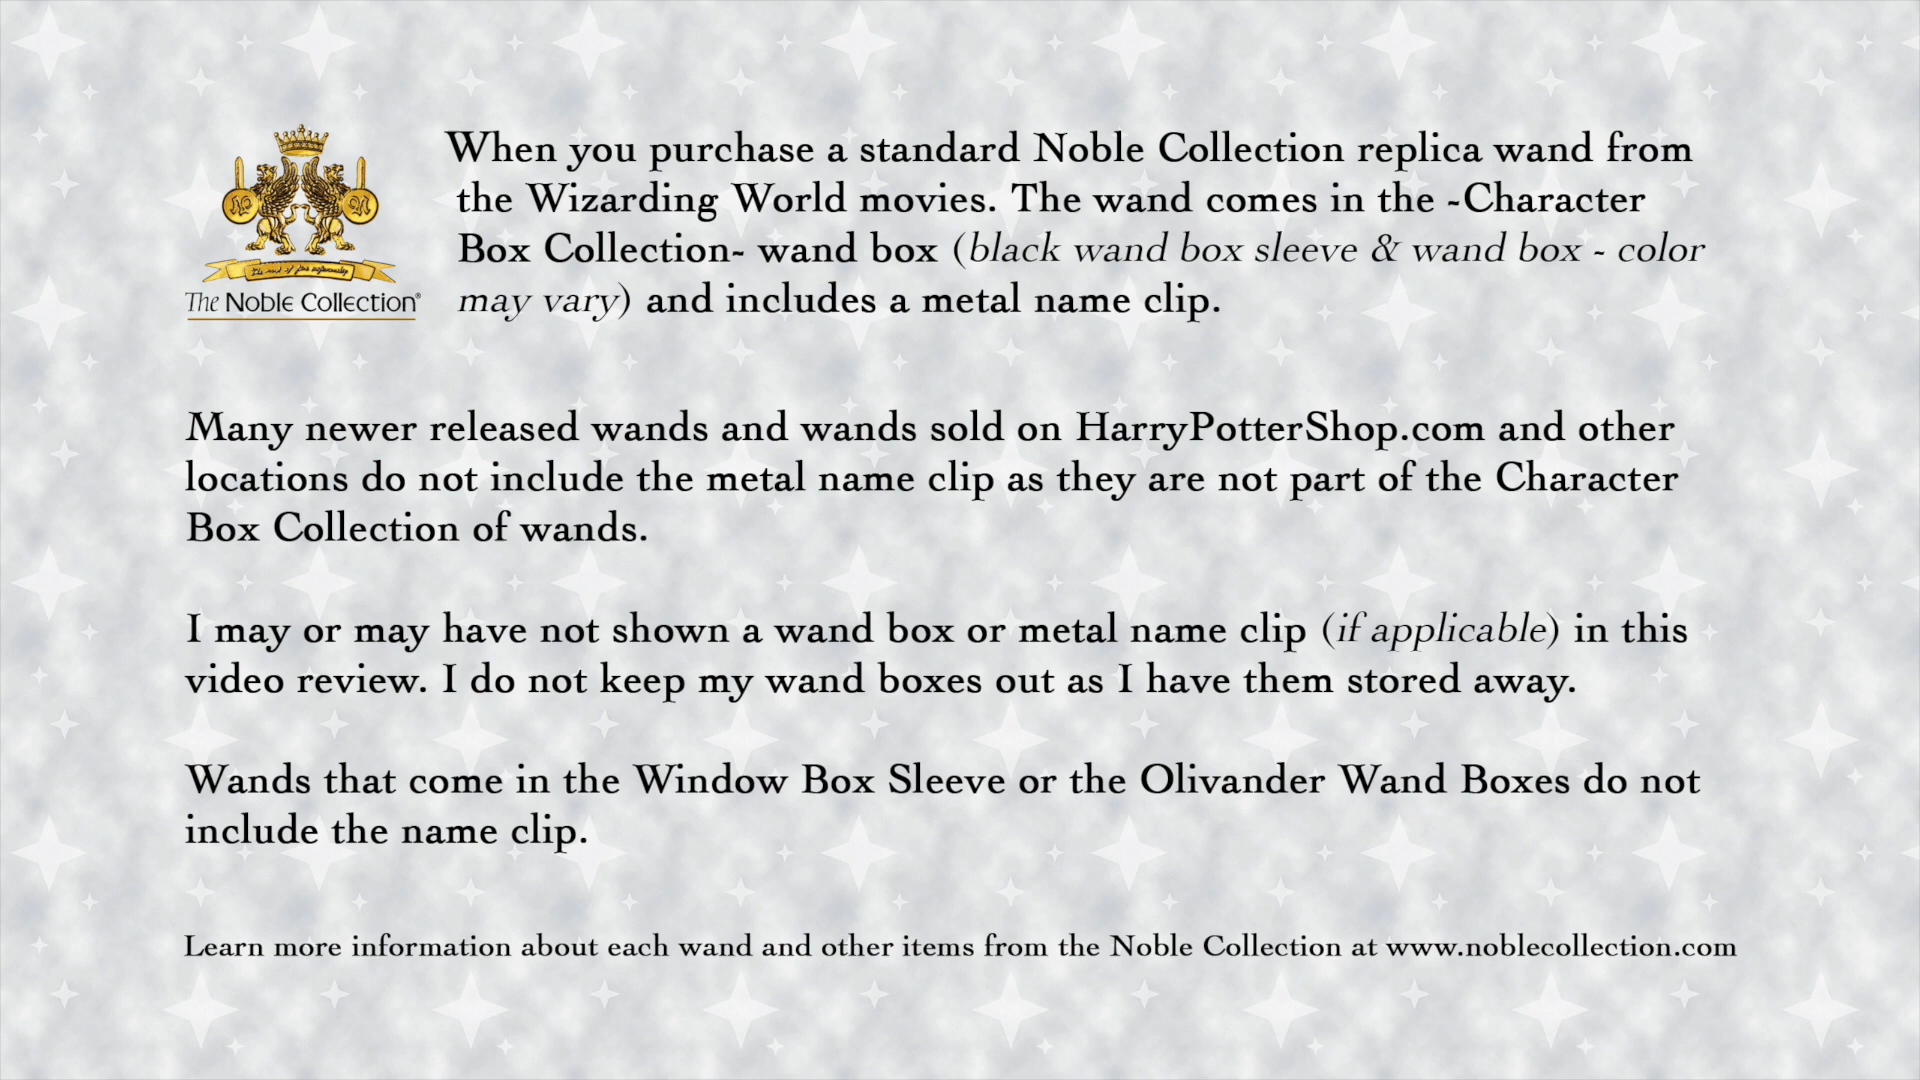 When you purchase a standard Noble Collection replica wand from
the Wizarding World movies. The wand comes in the -Character
Box Collection- wand box (black wand box sleeve & wand box - color
may vary) and includes a metal name clip.
The Noble Collection®
Many newer released wands and wands sold on HarryPotterShop.com and other
locations do not include the metal name clip as they are not part of the Character
Box Collection of wands.
I may or may have not shown a wand box or metal name clip (if applicable) in this
video review. I do not keep my wand boxes out as I have them stored away.
Wands that come in the Window Box Sleeve or the Olivander Wand Boxes do not
include the name clip.
Learn more information about each wand and other items from the Noble Collection at www.noblecollection.com